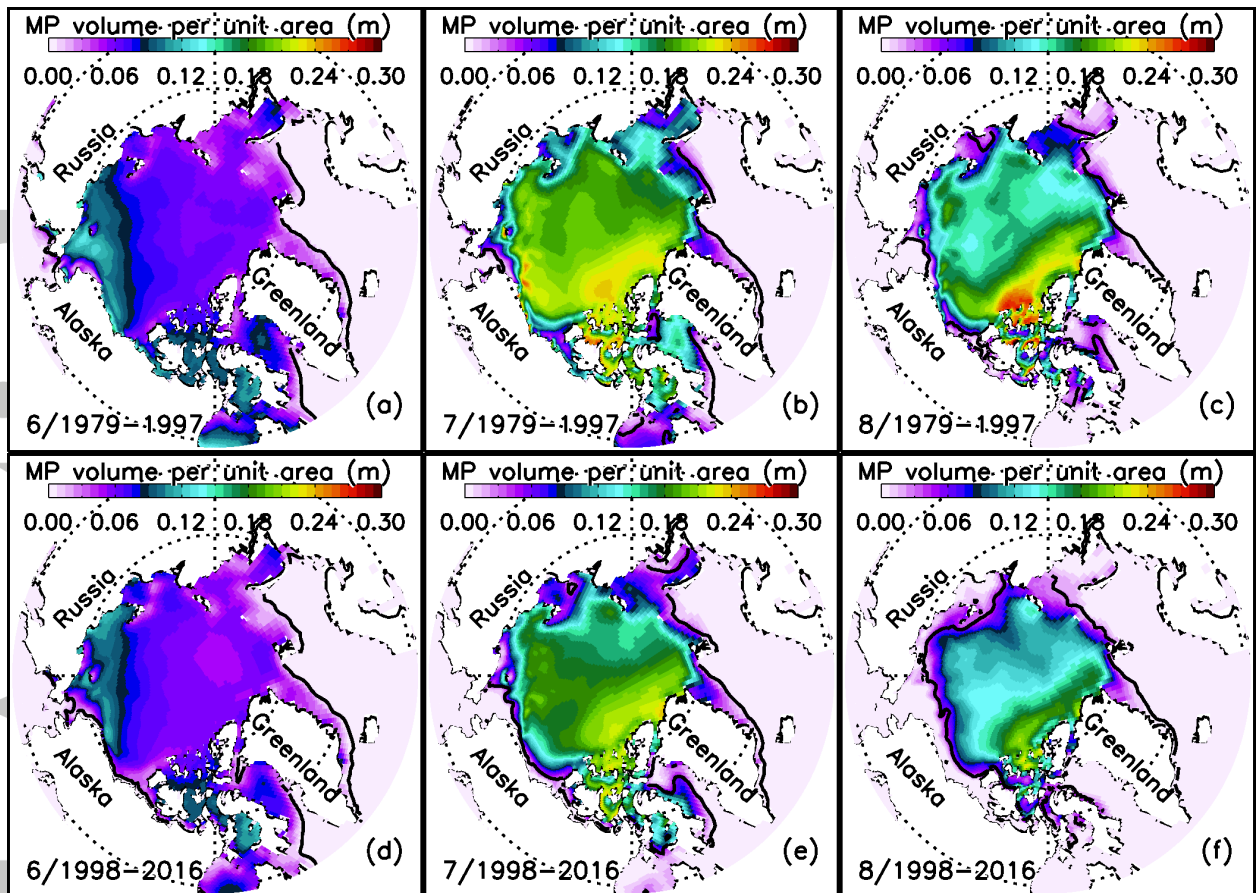 MP volume per unit area (m)
0.00 0.06 0.12 0.18 0.24 0.30
Russia
Alaska
Greenland
6/1979-1997
(a)
MP volume per unit area (m)
0.00 0.06 0.12 0.18 0.24 0.30
Russia
Alaska
Greenland
7/1979-1997
(b)
MP volume per unit area (m)
0.00 0.06 0.12 0.18 0.24 0.30
Russia
Alaska
Greenland
8/1979-1997
(c)
MP volume per unit area (m)
0.00 0.06 0.12 0.18 0.24 0.30
Russia
Alaska
Greenland
6/1998-2016
(d)
MP volume per unit area (m)
0.00 0.06 0.12 0.18 0.24 0.30
Russia
Alaska
Greenland
7/1998-2016
(e)
MP volume per unit area (m)
0.00 0.06 0.12 0.18 0.24 0.30
Russia
Alaska
Greenland
8/1998-2016
(f)